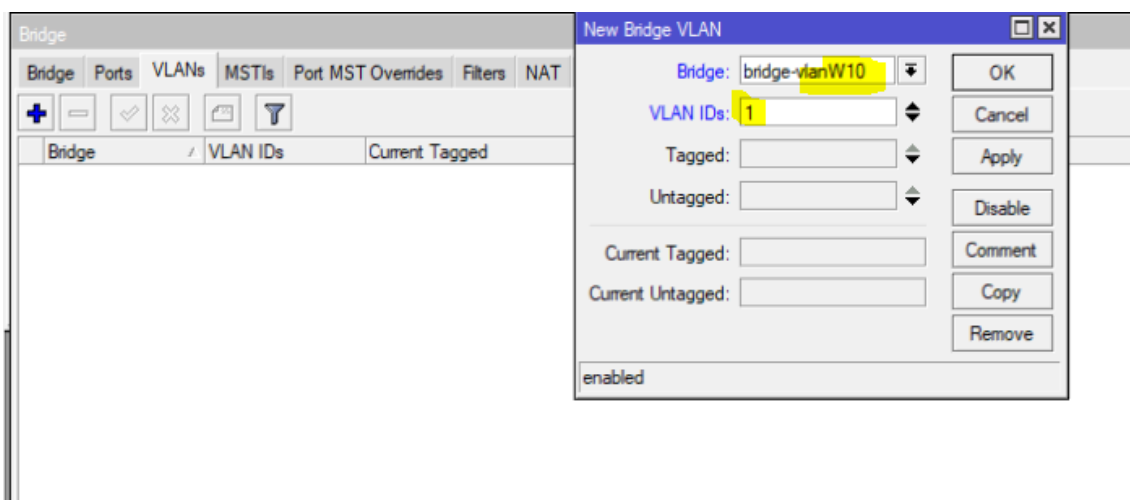 Bridge
Bridge Ports VLANs MSTIs Port MST Overrides Filters NAT
Bridge VLAN IDs Current Tagged
New Bridge VLAN
Bridge: bridge-vlanW10 OK
VLAN IDs: 1 Cancel
Tagged: Apply
Untagged:
Disable
Current Tagged: Comment
Current Untagged: Copy
Remove
enabled